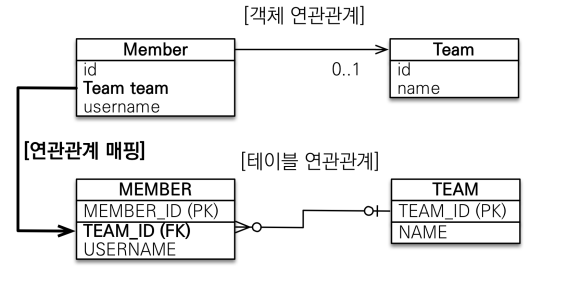 [객체 연관관계]
Member
id
Team team
username
0..1
Team
id
name
[연관관계 매핑]
[테이블 연관관계]
MEMBER
MEMBER_ID (PK)
TEAM_ID (FK)
USERNAME
TEAM
TEAM_ID (PK)
NAME